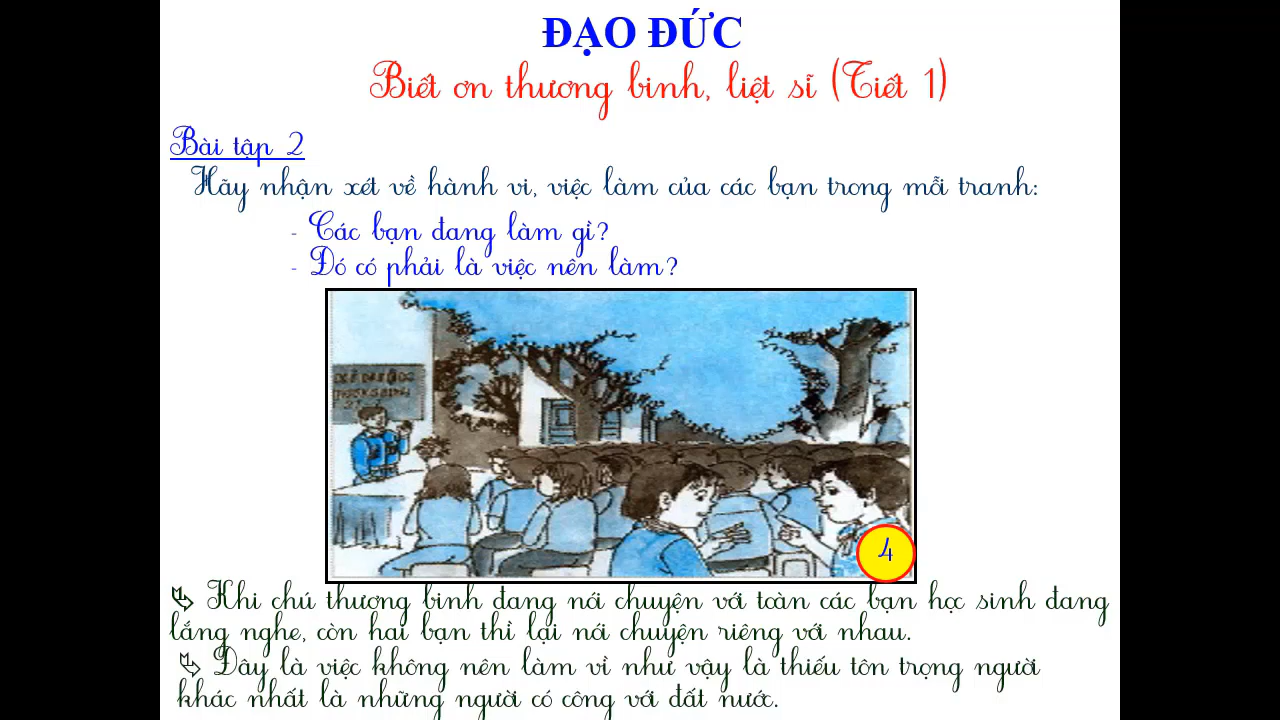 ĐẠO ĐỨC
Biết ơn thương binh, liệt sĩ (Tiết 1)
Bài tập 2
Hãy nhận xét về hành vi, việc làm của các bạn trong mỗi tranh:
- Các bạn đang làm gì?
- Đó có phải là việc nên làm?
4
Khi chú thương binh đang nói chuyện với toàn các bạn học sinh đang
lắng nghe, còn hai bạn thì lại nói chuyện riêng với nhau.
Đây là việc không nên làm vì như vậy là thiếu tôn trọng người
khác nhất là những người có công với đất nước.